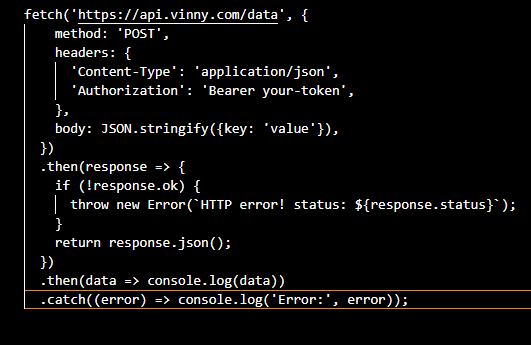 fetch('https://api.vinny.com/data', {
    method: 'POST',
    headers: {
      'Content-Type': 'application/json',
      'Authorization': 'Bearer your-token',
    },
    body: JSON.stringify({key: 'value'}),
  })
  .then(response => {
    if (!response.ok) {
      throw new Error(`HTTP error! status: ${response.status}`);
    }
    return response.json();
  })
  .then(data => console.log(data))
  .catch((error) => console.log('Error:', error));